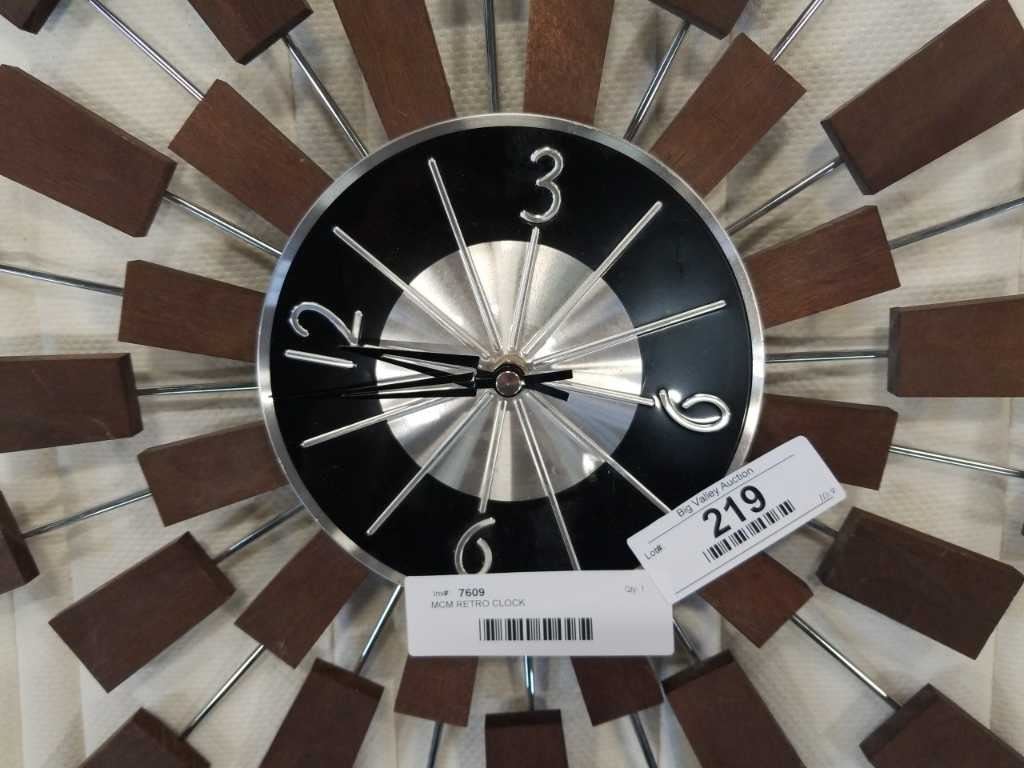 3
12
6
9
Big Valley Auction
Lot#: 219
Inv#: 7609 Qty: 1
MCM RETRO CLOCK